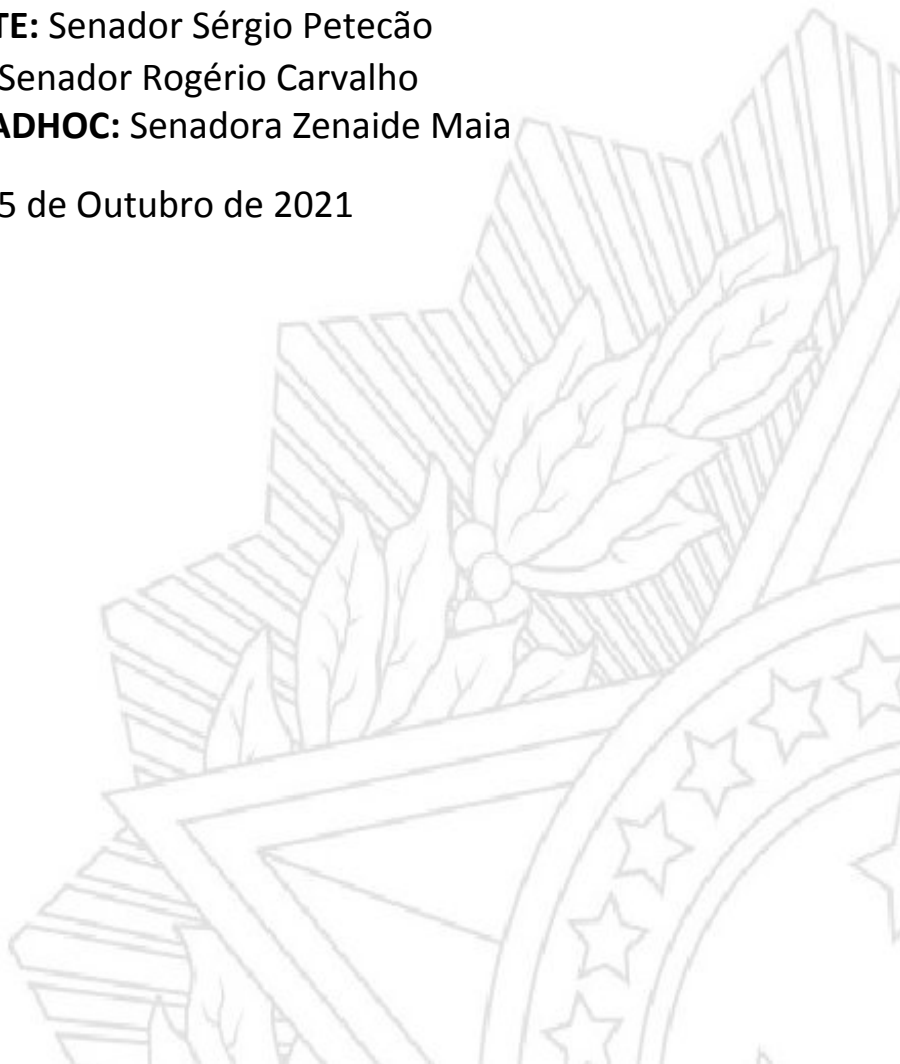 TE: Senador Sérgio Petecão
Senador Rogério Carvalho
ADHOC: Senadora Zenaide Maia
5 de Outubro de 2021